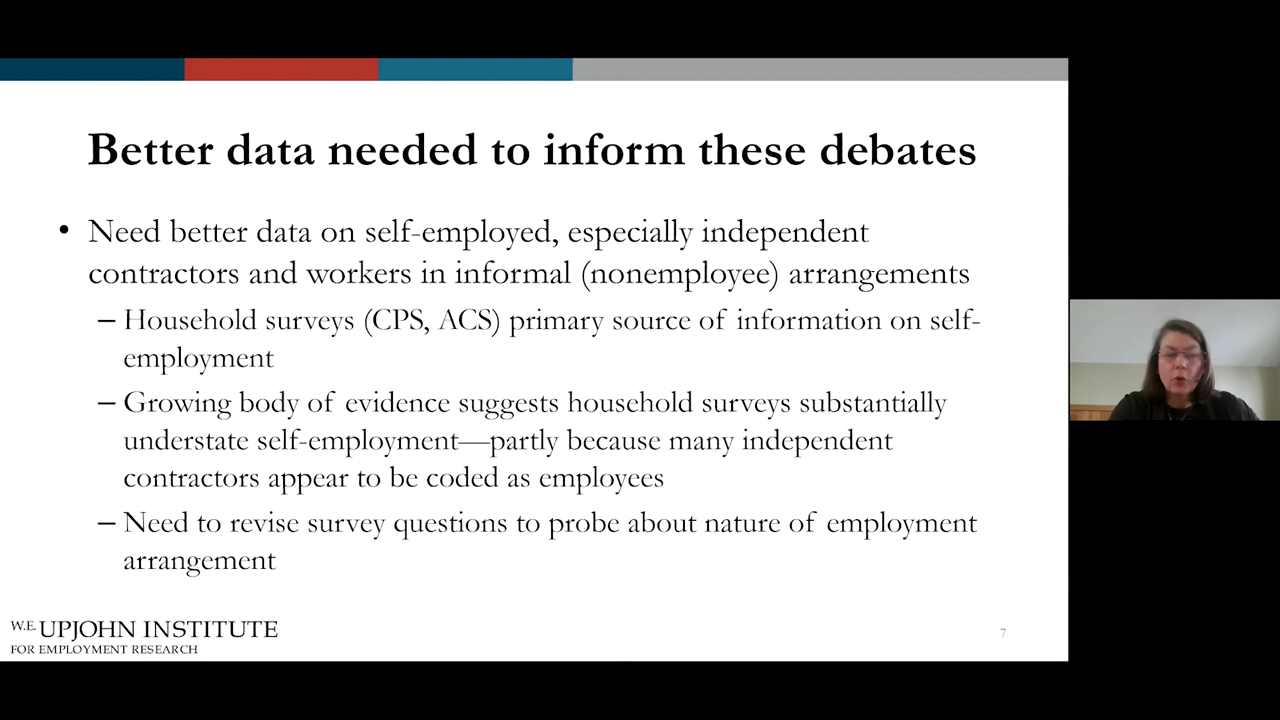 Better data needed to inform these debates
• Need better data on self-employed, especially independent
contractors and workers in informal (nonemployee) arrangements
– Household surveys (CPS, ACS) primary source of information on self-
employment
– Growing body of evidence suggests household surveys substantially
understate self-employment—partly because many independent
contractors appear to be coded as employees
– Need to revise survey questions to probe about nature of employment
arrangement
W.E. UPJOHN INSTITUTE
FOR EMPLOYMENT RESEARCH
7